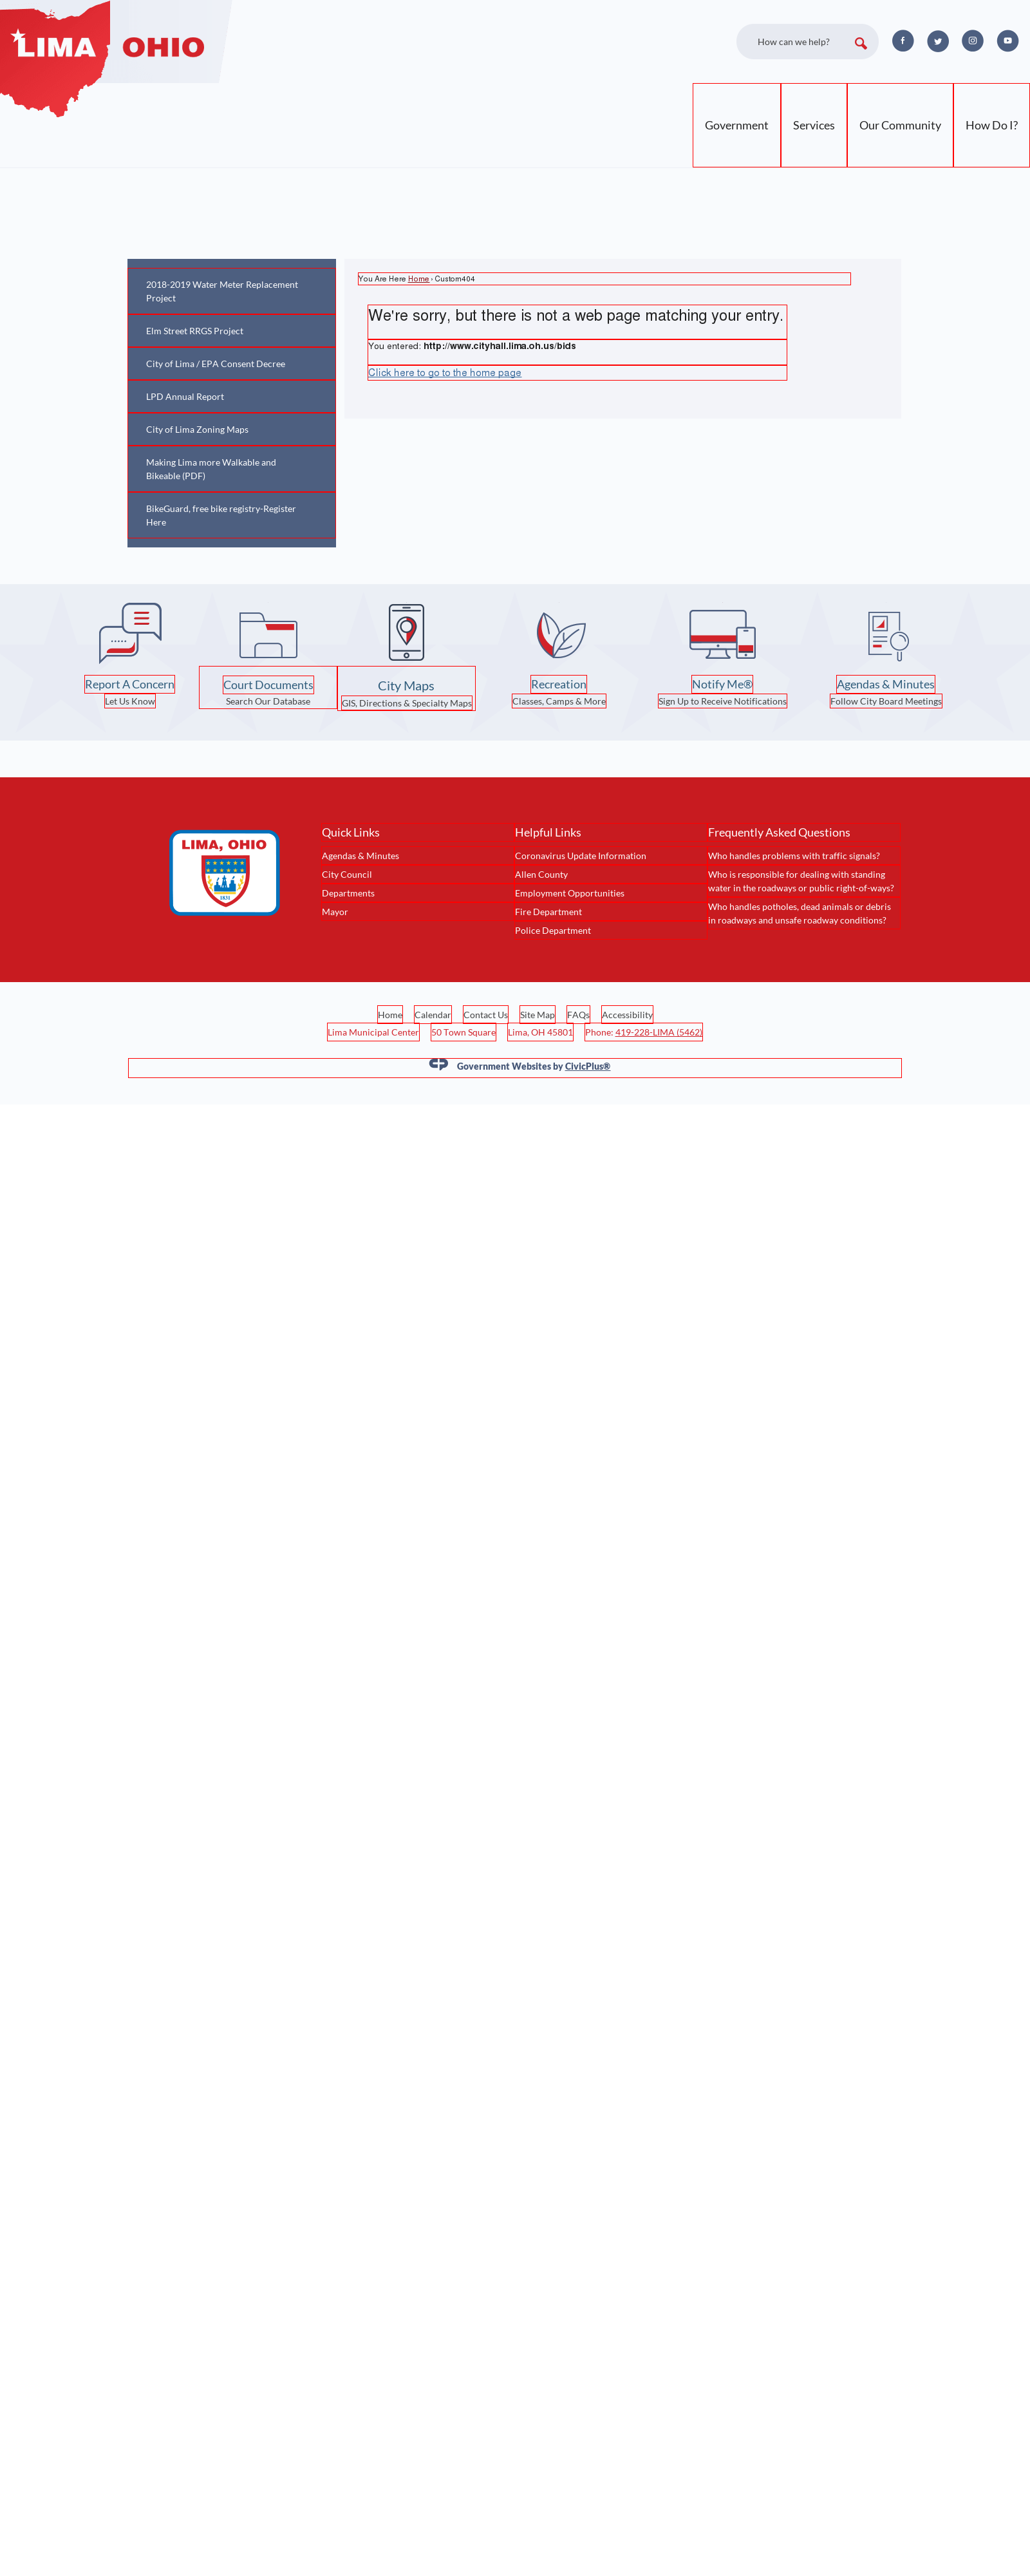 LIMA OHIO
How can we help?
Government
Services
Our Community
How Do I?
2018-2019 Water Meter Replacement
Project
Elm Street RRGS Project
City of Lima / EPA Consent Decree
LPD Annual Report
City of Lima Zoning Maps
Making Lima more Walkable and
Bikeable (PDF)
BikeGuard, free bike registry-Register
Here
You Are Here Home › Custom404
We're sorry, but there is not a web page matching your entry.
You entered: http://www.cityhall.lima.oh.us/bids
Click here to go to the home page
Report A Concern
Let Us Know
Court Documents
Search Our Database
City Maps
GIS, Directions & Specialty Maps
Recreation
Classes, Camps & More
Notify Me®
Sign Up to Receive Notifications
Agendas & Minutes
Follow City Board Meetings
LIMA, OHIO
1831
Quick Links
Agendas & Minutes
City Council
Departments
Mayor
Helpful Links
Coronavirus Update Information
Allen County
Employment Opportunities
Fire Department
Police Department
Frequently Asked Questions
Who handles problems with traffic signals?
Who is responsible for dealing with standing
water in the roadways or public right-of-ways?
Who handles potholes, dead animals or debris
in roadways and unsafe roadway conditions?
Home Calendar Contact Us Site Map FAQs Accessibility
Lima Municipal Center 50 Town Square Lima, OH 45801 Phone: 419-228-LIMA (5462)
Government Websites by CivicPlus®